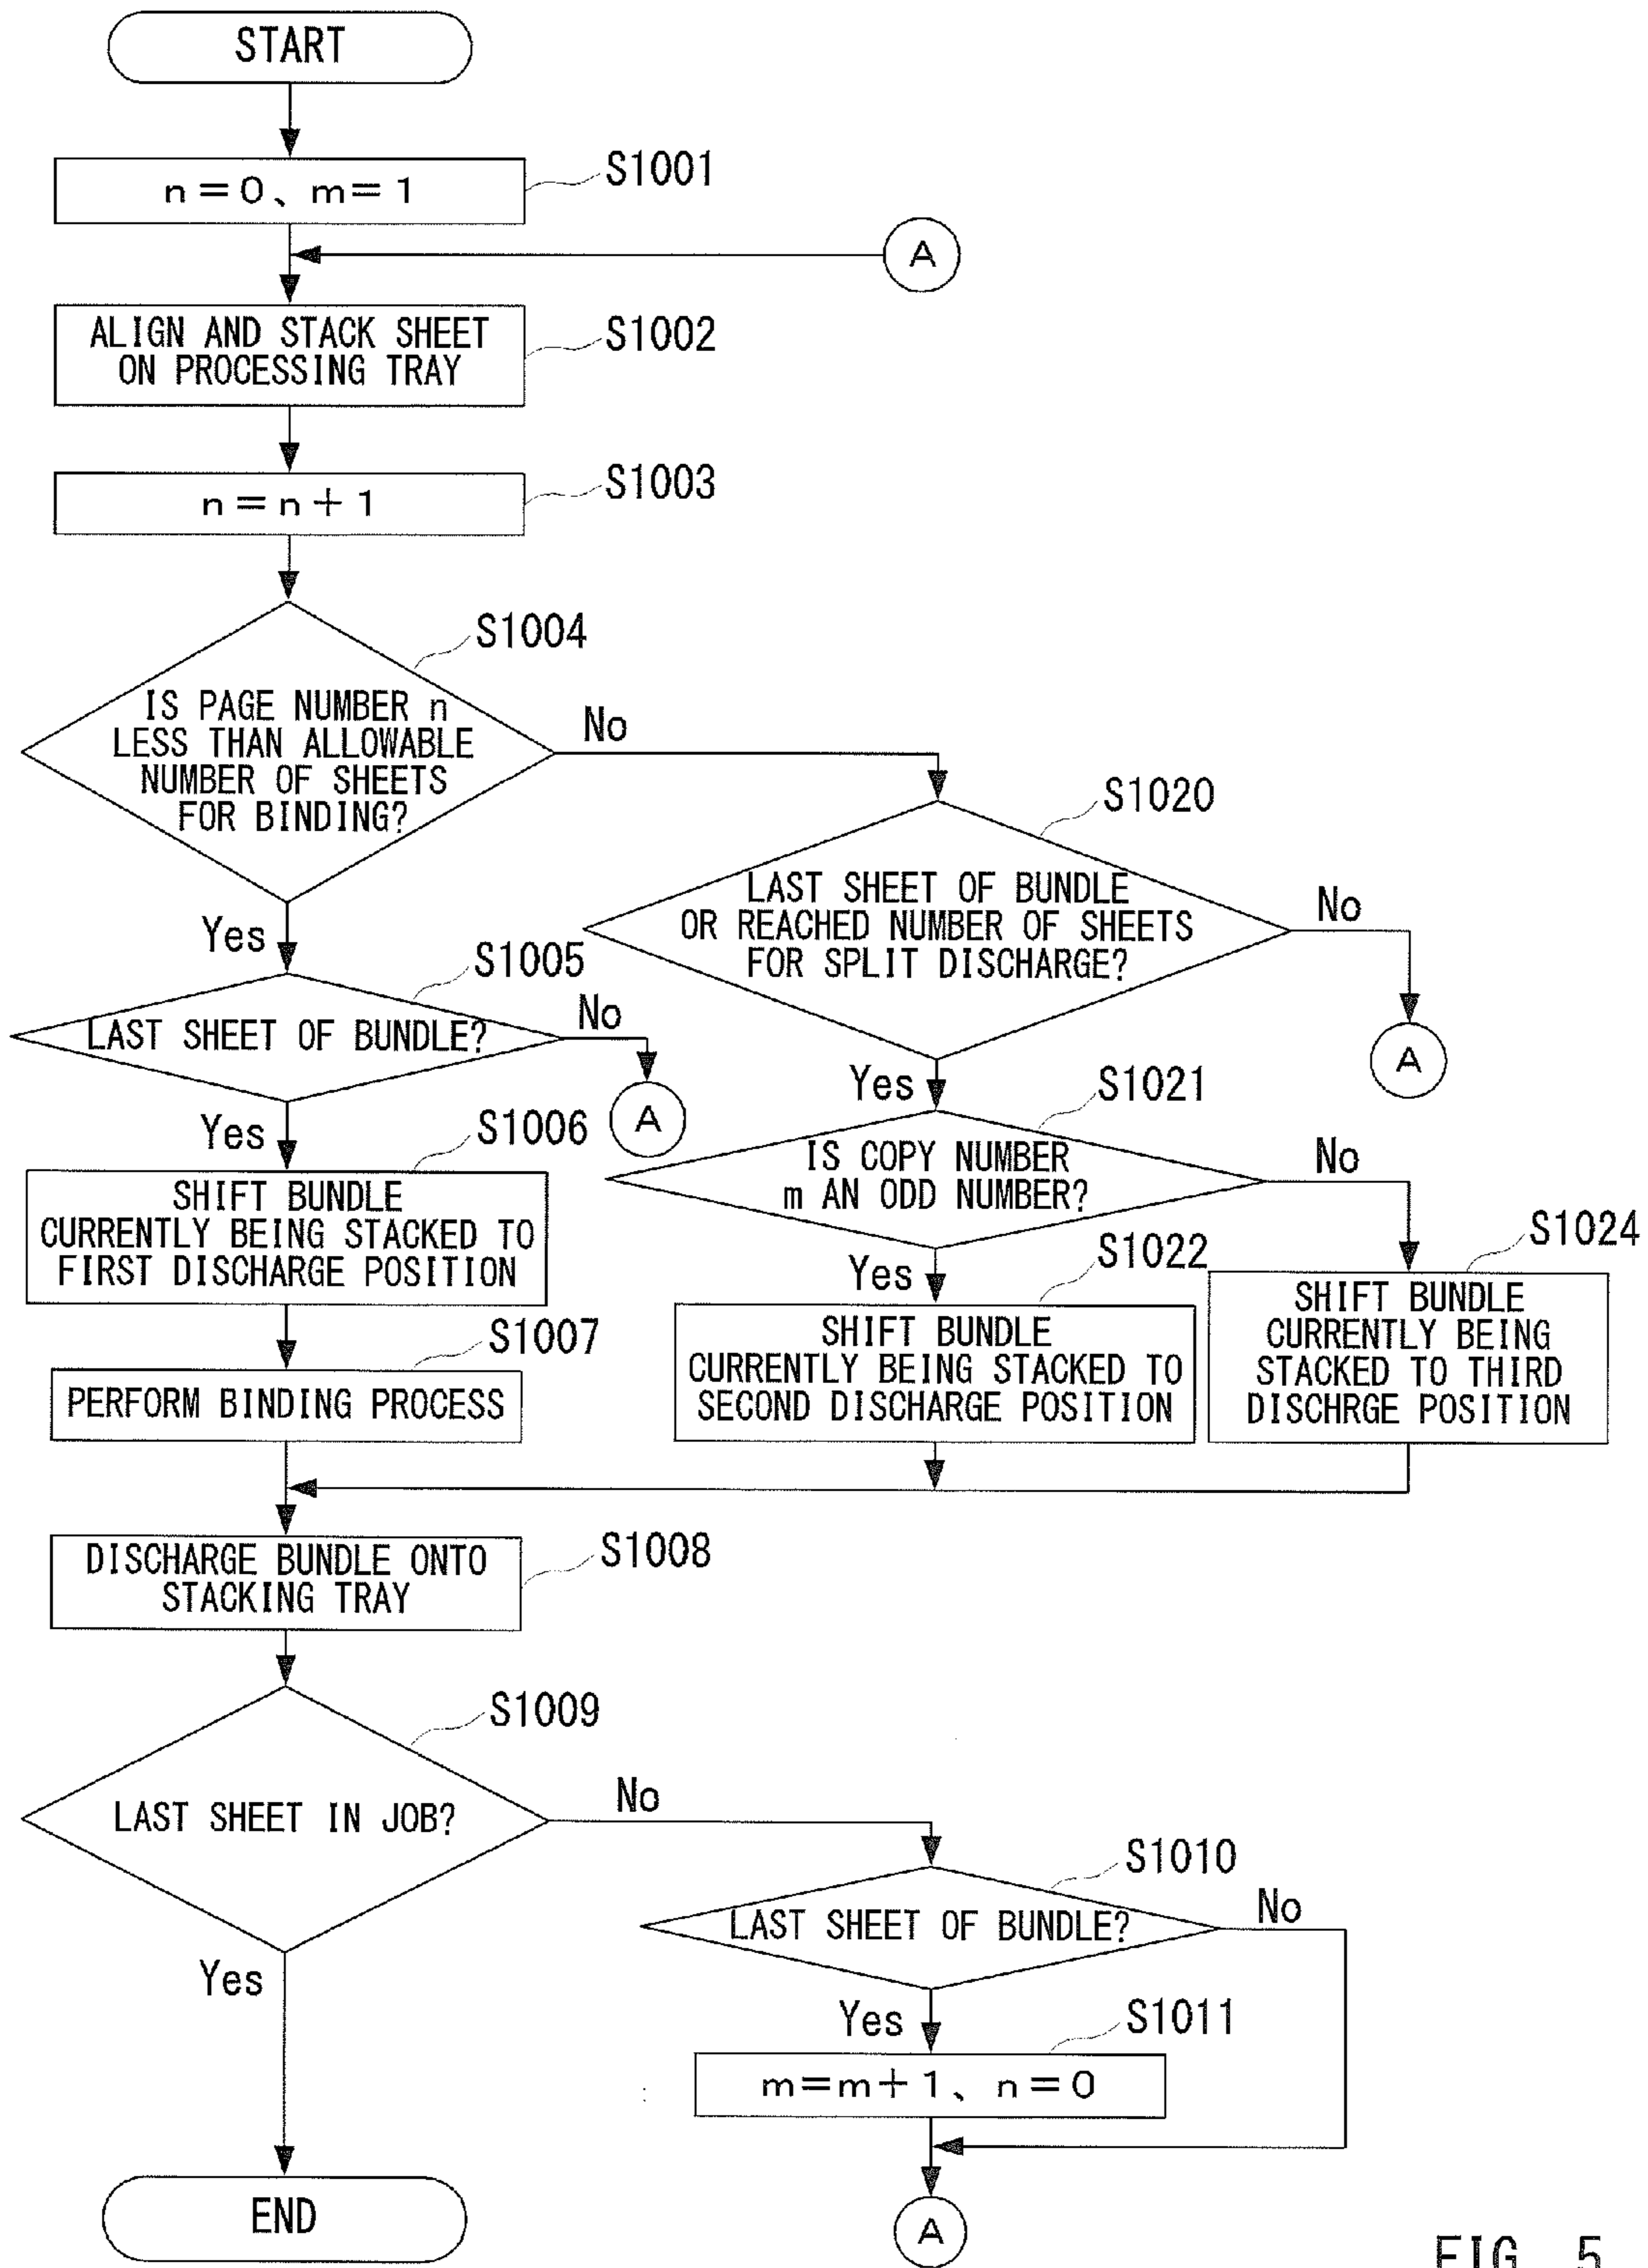 START
n=0、m=1
S1001
A
ALIGN AND STACK SHEET
ON PROCESSING TRAY
S1002
n=n+1
S1003
S1004
IS PAGE NUMBER n
LESS THAN ALLOWABLE
NUMBER OF SHEETS
FOR BINDING?
No
Yes
S1020
LAST SHEET OF BUNDLE
OR REACHED NUMBER OF SHEETS
FOR SPLIT DISCHARGE?
No
A
Yes
S1005
LAST SHEET OF BUNDLE?
No
A
Yes
S1021
IS COPY NUMBER
m AN ODD NUMBER?
No
Yes
S1006
SHIFT BUNDLE
CURRENTLY BEING STACKED TO
FIRST DISCHARGE POSITION
S1022
SHIFT BUNDLE
CURRENTLY BEING STACKED TO
SECOND DISCHARGE POSITION
S1024
SHIFT BUNDLE
CURRENTLY BEING
STACKED TO THIRD
DISCHRGE POSITION
S1007
PERFORM BINDING PROCESS
DISCHARGE BUNDLE ONTO
STACKING TRAY
S1008
S1009
LAST SHEET IN JOB?
No
Yes
S1010
LAST SHEET OF BUNDLE?
No
Yes
S1011
m=m+1、n=0
A
END
FIG. 5